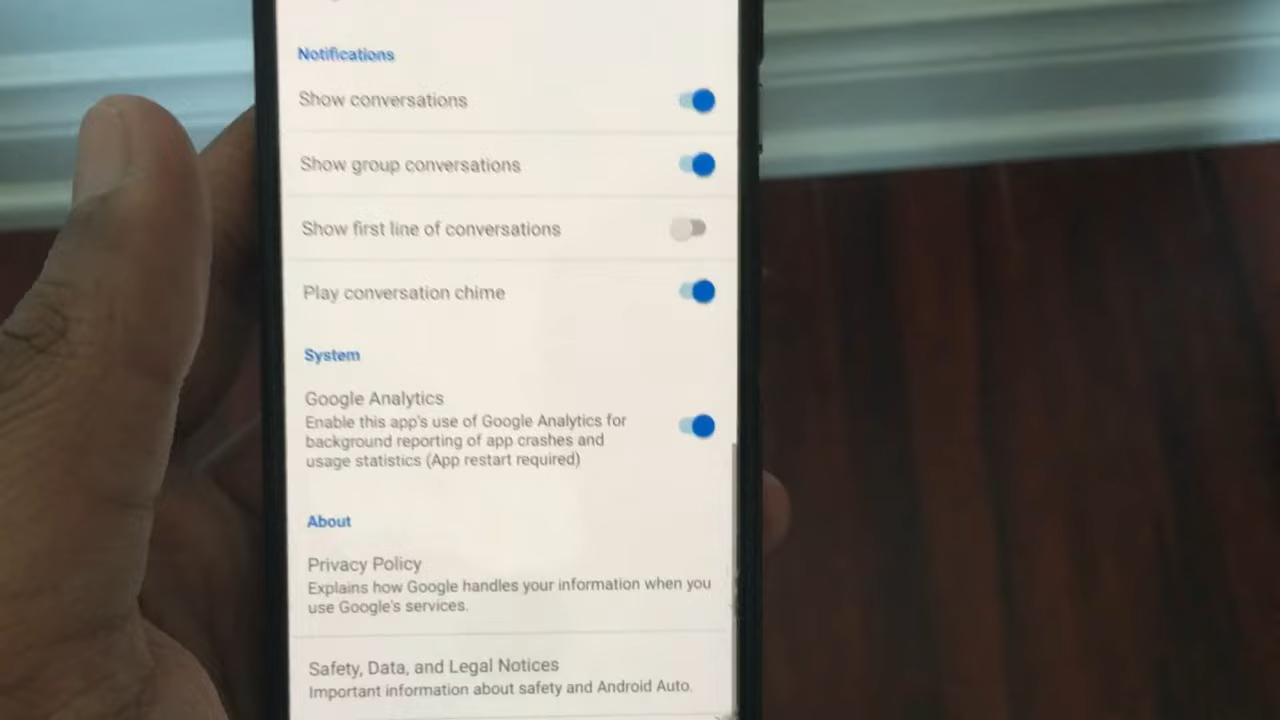 Notifications
Show conversations
Show group conversations
Show first line of conversations
Play conversation chime
System
Google Analytics
Enable this app's use of Google Analytics for
background reporting of app crashes and
usage statistics (App restart required)
About
Privacy Policy
Explains how Google handles your information when you
use Google's services.
Safety, Data, and Legal Notices
Important information about safety and Android Auto.